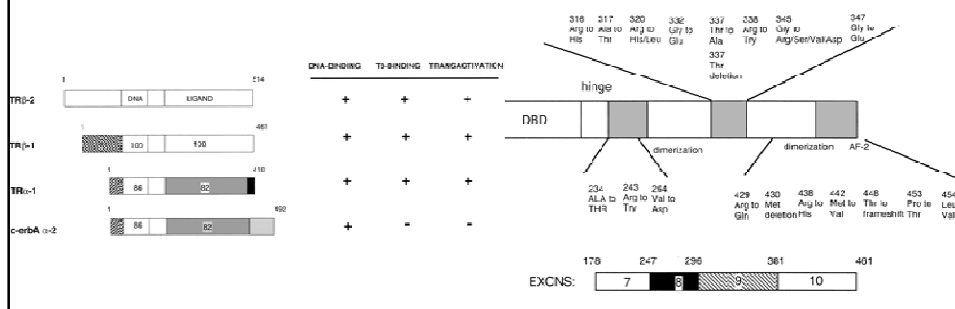 DNA-BINDING T3-BINDING TRANSACTIVATION
1 514
TRβ-2 DNA LIGAND + + +
1 461
TRβ-1 100 100 + + +
1 410
TRα-1 86 82 + + +
1 492
c-erbA α-2 86 82 + - -
316 317 320 332 337 338 345 347
Arg to Ala to Arg to Gly to Thr to Arg to Gly to Gly to
His Thr His/Leu Glu Ala Try Arg/Ser/Val/Asp Glu
337
Thr
deletion
hinge
DBD
dimerization dimerization AF-2
234 243 264
ALA to Arg to Val to
THR Try Asp
429 430 438 442 448 453 454
Arg to Met Arg to Met to Thr to Pro to Leu
Gln deletion His Val frameshift Thr Val
178 247 296 381 461
EXONS: 7 8 9 10